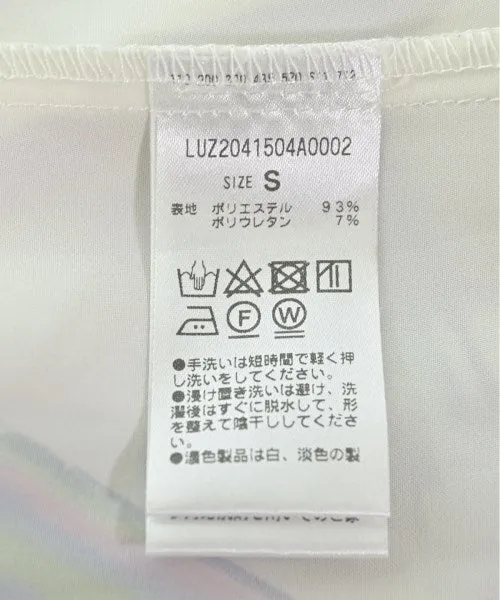 LUZ2041504A0002
SIZE S
表地 ポリエステル 93%
ポリウレタン 7%
F W
●手洗いは短時間で軽く押
し洗いをしてください。
●浸け置き洗いは避け、洗
濯後はすぐに脱水して、形
を整えて陰干ししてくださ
い。
●濃色製品は白、淡色の製